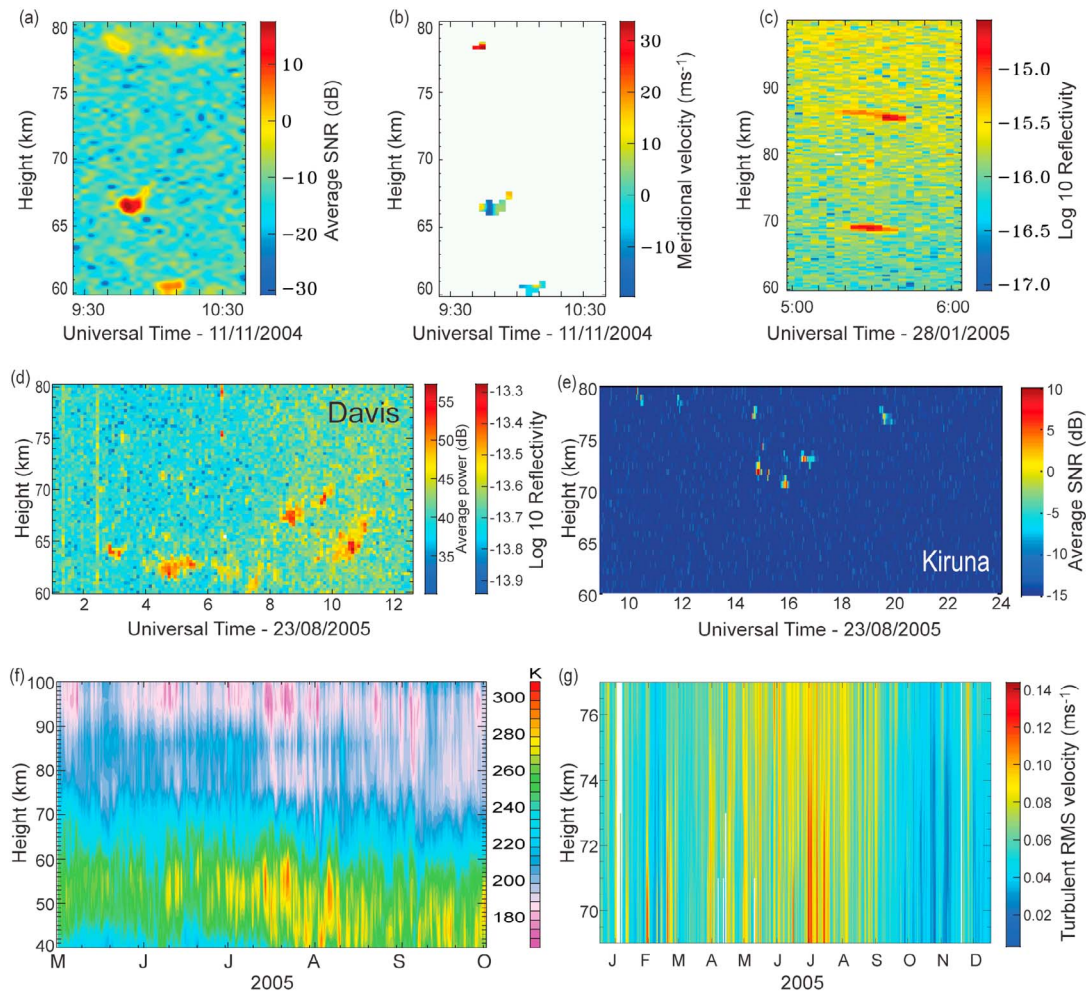 (a)
80
75
70
65
60
Height (km)
9:30
10:30
Universal Time - 11/11/2004
10
0
−10
−20
−30
Average SNR (dB)
(b)
80
75
70
65
60
Height (km)
9:30
10:30
Universal Time - 11/11/2004
30
20
10
0
−10
Meridional velocity (ms-1)
(c)
90
85
80
70
60
Height (km)
5:00
6:00
Universal Time - 28/01/2005
−15.0
−15.5
−16.0
−16.5
−17.0
Log 10 Reflectivity
(d)
Davis
80
75
70
65
60
Height (km)
2 4 6 8 10 12
Universal Time - 23/08/2005
55
50
45
40
35
Average power (dB)
-13.3
-13.4
-13.5
-13.6
-13.7
-13.8
-13.9
Log 10 Reflectivity
(e)
Kiruna
80
75
70
65
60
Height (km)
10 12 14 16 18 20 22 24
Universal Time - 23/08/2005
10
5
0
-5
-10
-15
Average SNR (dB)
(f)
100
90
80
70
60
50
40
Height (km)
M J J A S O
2005
K
300
280
260
240
220
200
180
(g)
76
74
72
70
Height (km)
J F M A M J J A S O N D
2005
0.14
0.12
0.10
0.08
0.06
0.04
0.02
Turbulent RMS velocity (ms-1)